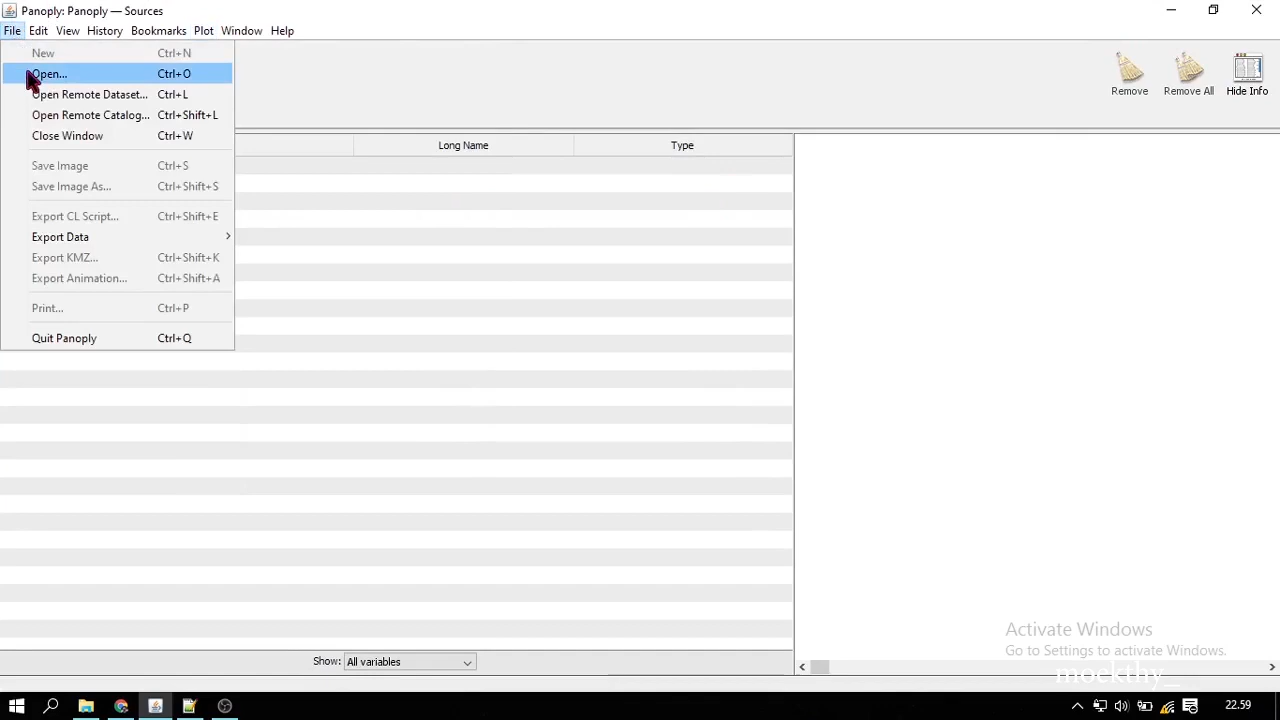 Panoply: Panoply — Sources
File Edit View History Bookmarks Plot Window Help
New Ctrl+N
Open... Ctrl+O
Open Remote Dataset... Ctrl+L
Open Remote Catalog... Ctrl+Shift+L
Close Window Ctrl+W
Save Image Ctrl+S
Save Image As... Ctrl+Shift+S
Export CL Script... Ctrl+Shift+E
Export Data
Export KMZ... Ctrl+Shift+K
Export Animation... Ctrl+Shift+A
Print... Ctrl+P
Quit Panoply Ctrl+Q
Remove Remove All Hide Info
Long Name Type
Show: All variables
Activate Windows
Go to Settings to activate Windows.
mockthy_
22.59